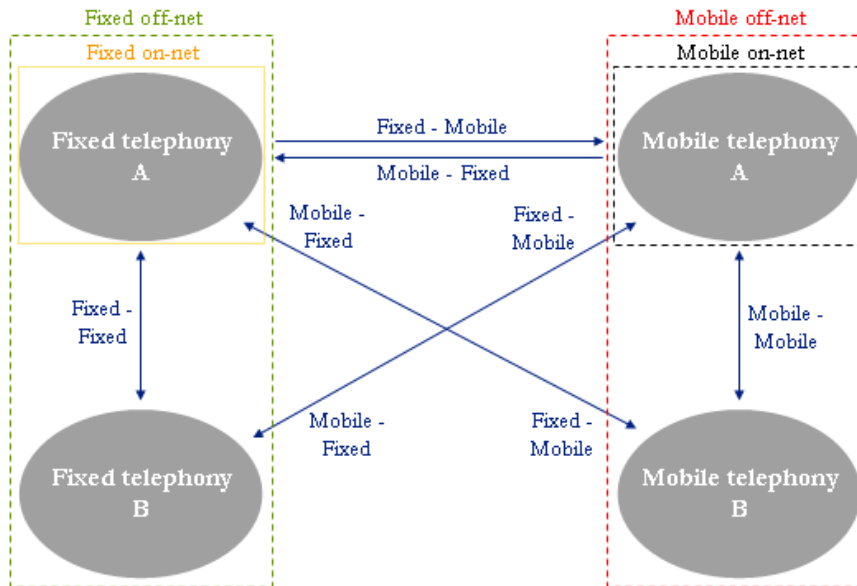 Fixed off-net
Mobile off-net
Fixed on-net
Mobile on-net
Fixed telephony
A
Fixed - Mobile
Mobile - Fixed
Mobile telephony
A
Mobile -
Fixed
Fixed -
Mobile
Fixed -
Fixed
Mobile -
Mobile
Mobile -
Fixed
Fixed -
Mobile
Fixed telephony
B
Mobile telephony
B